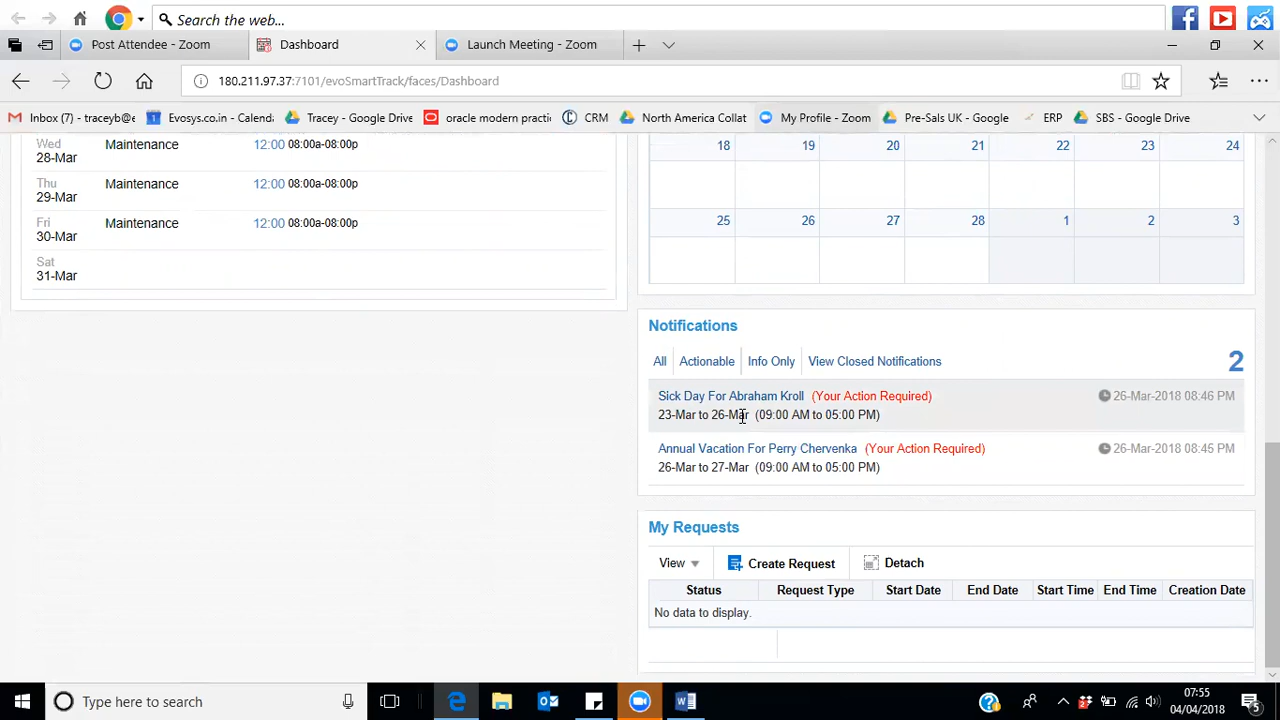 Search the web...
Post Attendee - Zoom
Dashboard
Launch Meeting - Zoom
180.211.97.37:7101/evoSmartTrack/faces/Dashboard
Inbox (7) - traceyb@e
Evosys.co.in - Calenda
Tracey - Google Drive
oracle modern practic
CRM
North America Collat
My Profile - Zoom
Pre-Sals UK - Google
ERP
SBS - Google Drive
Wed
28-Mar
Maintenance
12:00 08:00a-08:00p
Thu
29-Mar
Maintenance
12:00 08:00a-08:00p
Fri
30-Mar
Maintenance
12:00 08:00a-08:00p
Sat
31-Mar
18 19 20 21 22 23 24
25 26 27 28 1 2 3
Notifications
All Actionable Info Only View Closed Notifications 2
Sick Day For Abraham Kroll (Your Action Required) 26-Mar-2018 08:46 PM
23-Mar to 26-Mar (09:00 AM to 05:00 PM)
Annual Vacation For Perry Chervenka (Your Action Required) 26-Mar-2018 08:45 PM
26-Mar to 27-Mar (09:00 AM to 05:00 PM)
My Requests
View Create Request Detach
Status Request Type Start Date End Date Start Time End Time Creation Date
No data to display.
Type here to search
07:55
04/04/2018
5